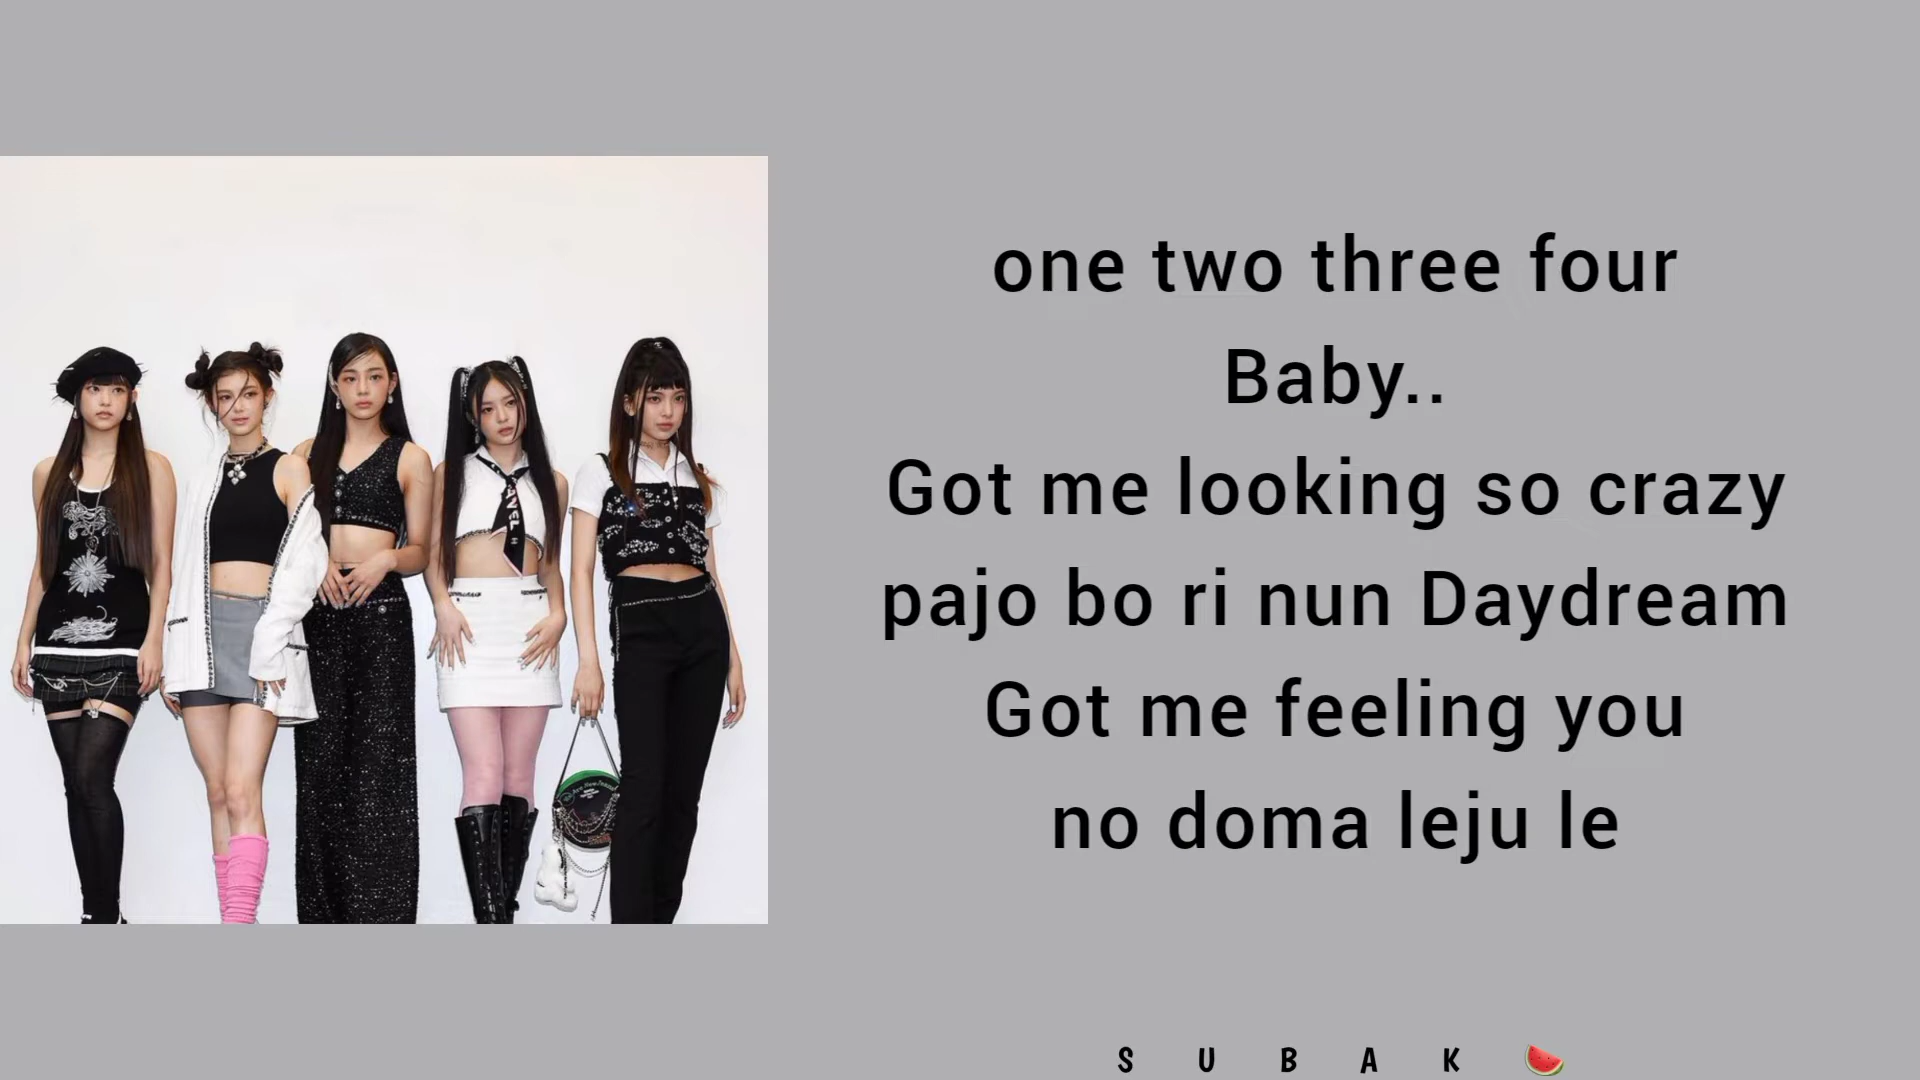 one two three four
Baby..
Got me looking so crazy
pajo bo ri nun Daydream
Got me feeling you
no doma leju le
S U B A K